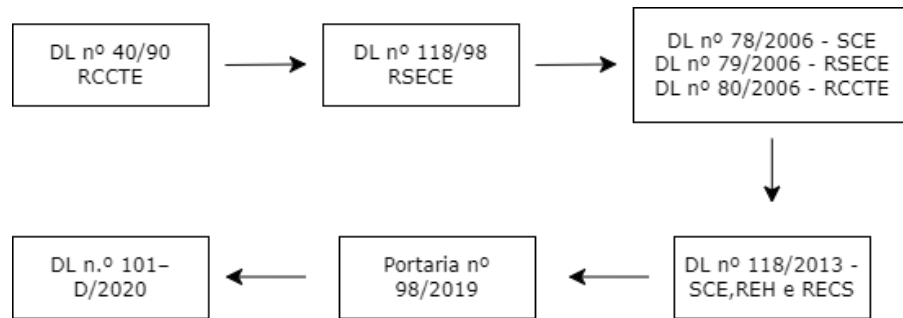 DL nº 40/90
RCCTE
DL nº 118/98
RSECE
DL nº 78/2006 - SCE
DL nº 79/2006 - RSECE
DL nº 80/2006 - RCCTE
DL nº 118/2013 -
SCE,REH e RECS
Portaria nº
98/2019
DL n.º 101–
D/2020